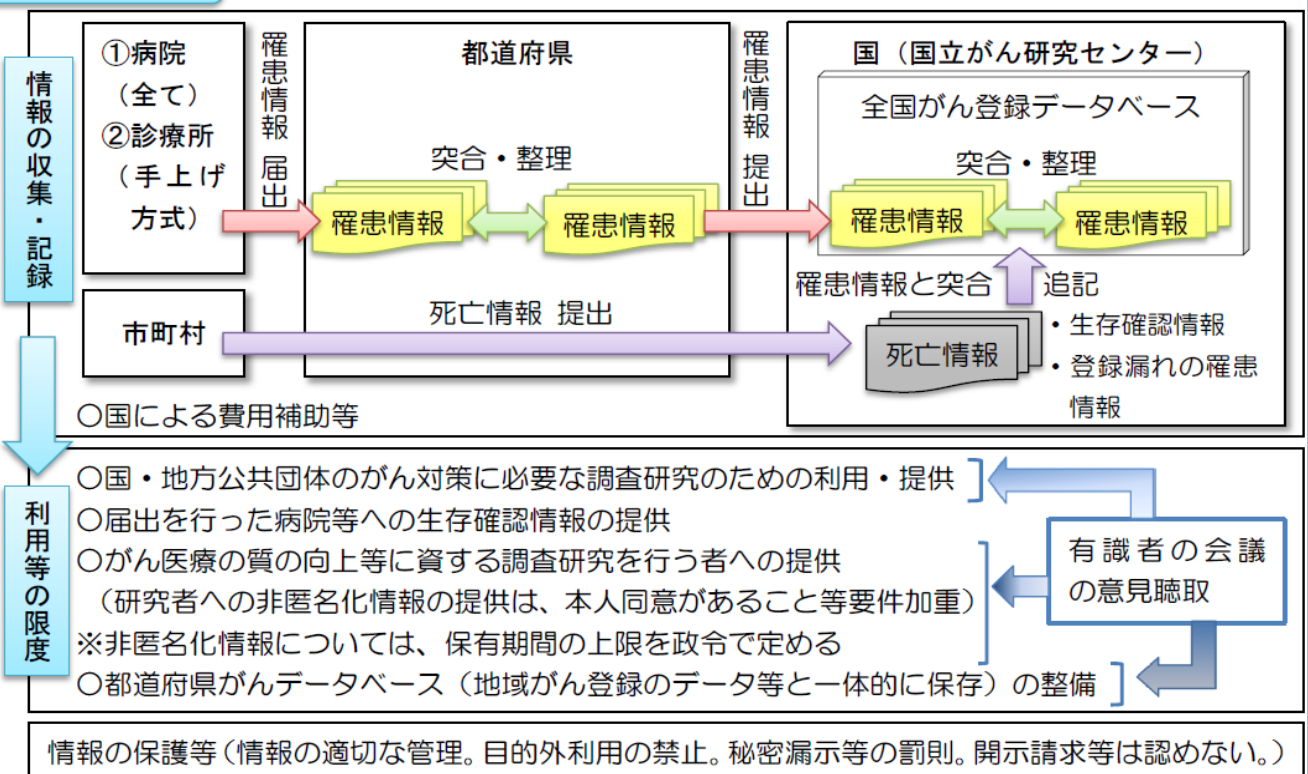 情報の収集・記録
①病院
（全て）
②診療所
（手上げ
方式）
罹患情報 届出
都道府県
突合・整理
罹患情報
罹患情報
罹患情報 提出
国（国立がん研究センター）
全国がん登録データベース
突合・整理
罹患情報
罹患情報
罹患情報と突合
追記
市町村
死亡情報 提出
死亡情報
・生存確認情報
・登録漏れの罹患
情報
〇国による費用補助等
利用等の限度
〇国・地方公共団体のがん対策に必要な調査研究のための利用・提供
〇届出を行った病院等への生存確認情報の提供
〇がん医療の質の向上等に資する調査研究を行う者への提供
（研究者への非匿名化情報の提供は、本人同意があること等要件加重）
※非匿名化情報については、保有期間の上限を政令で定める
〇都道府県がんデータベース（地域がん登録のデータ等と一体的に保存）の整備
有識者の会議
の意見聴取
情報の保護等（情報の適切な管理。目的外利用の禁止。秘密漏示等の罰則。開示請求等は認めない。）